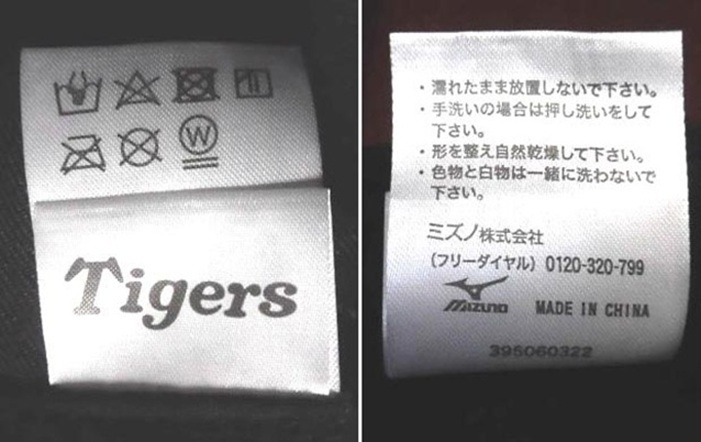 W
Tigers
・濡れたまま放置しないで下さい。
・手洗いの場合は押し洗いをして
下さい。
・形を整え自然乾燥して下さい。
・色物と白物は一緒に洗わないで
下さい。
ミズノ株式会社
(フリーダイヤル) 0120-320-799
MIZUNO MADE IN CHINA
395060322